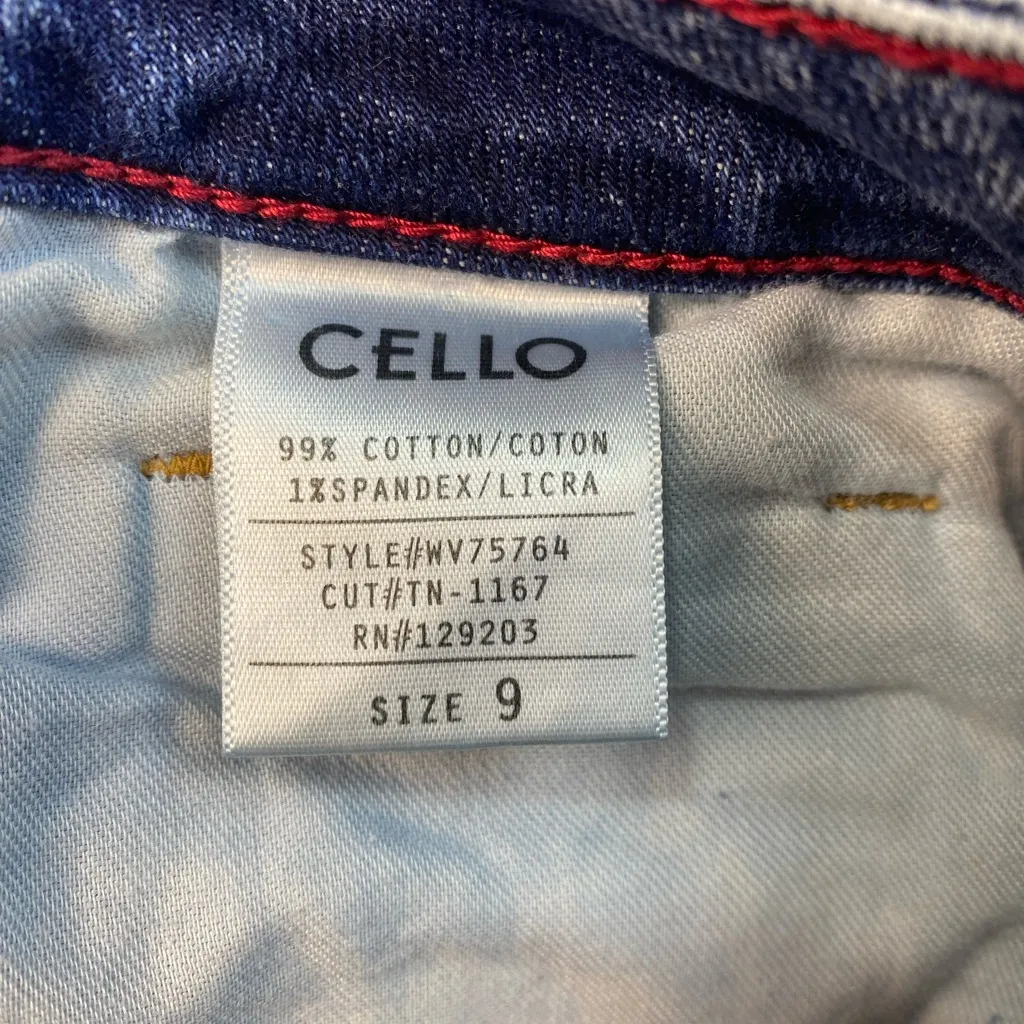 CELLO
99% COTTON/COTON
1%SPANDEX/LICRA
STYLE#WV75764
CUT#TN-1167
RN#129203
SIZE 9